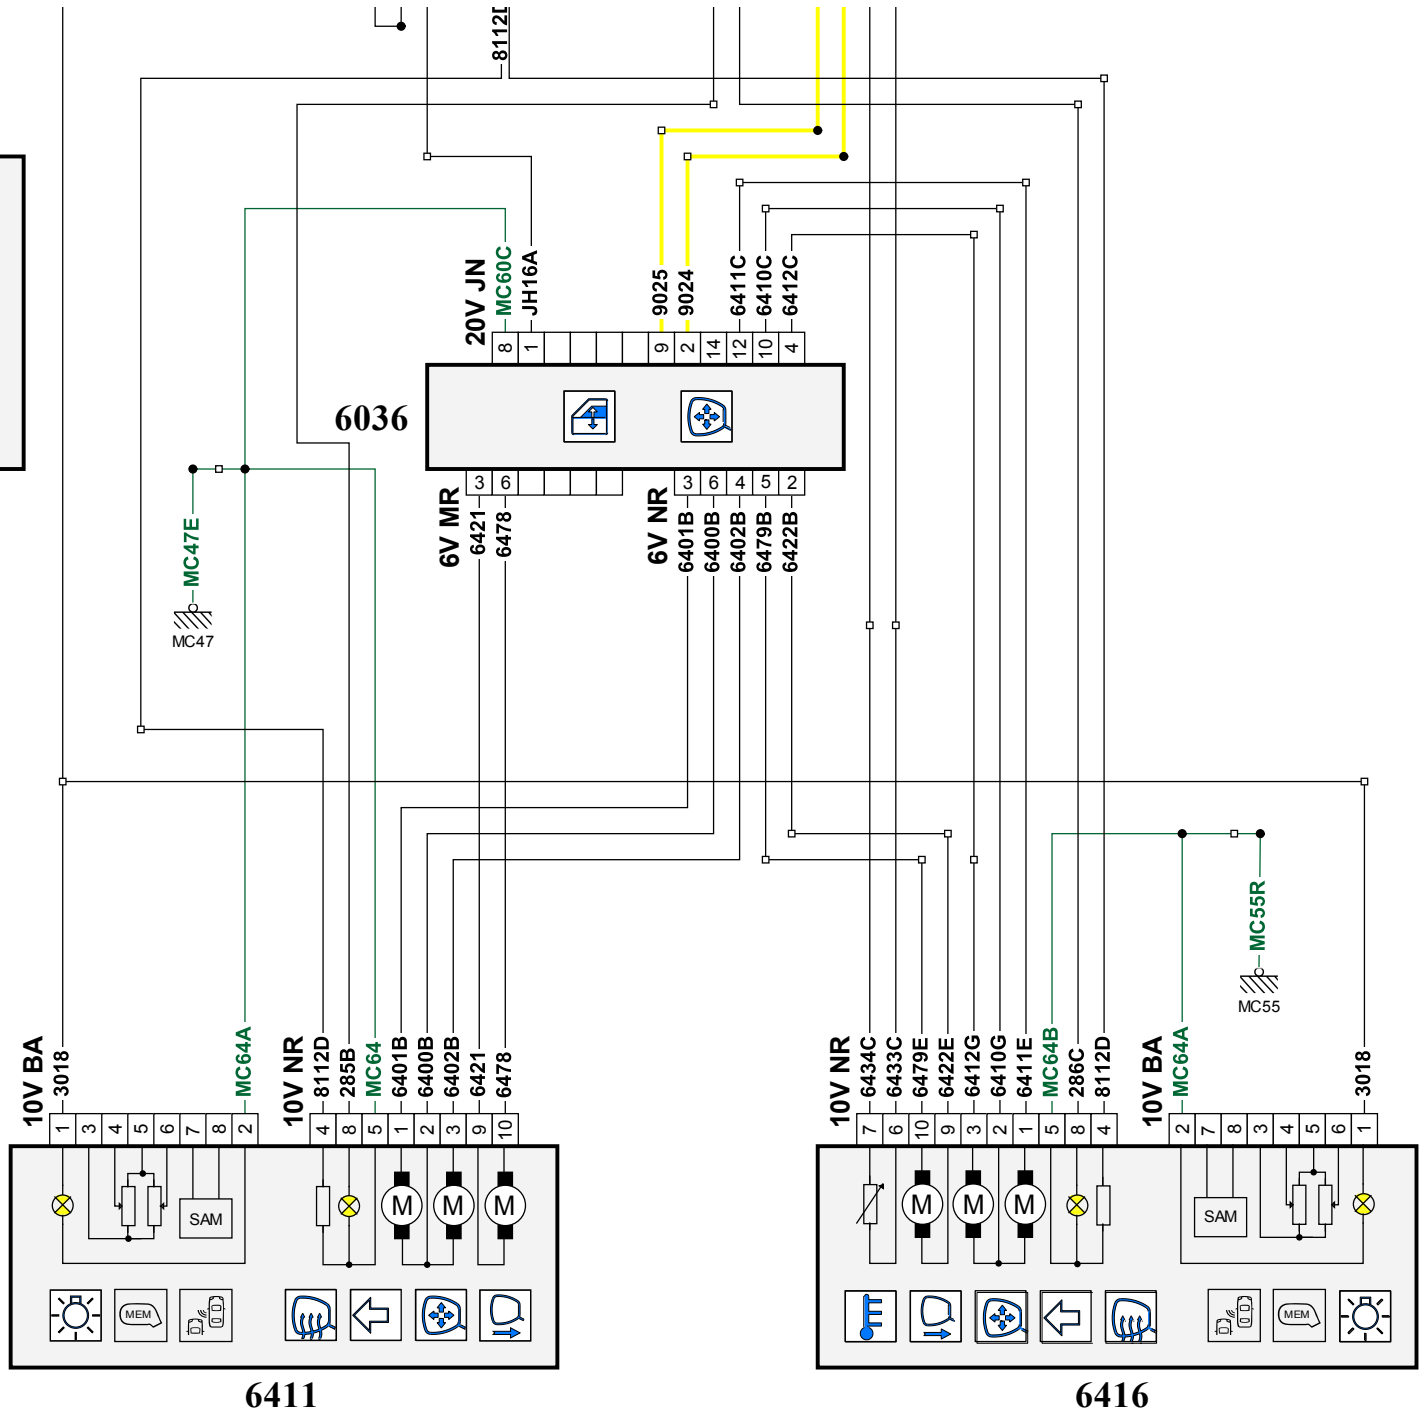 8112D
20V JN
MC60C
JH16A
9025
9024
6411C
6410C
6412C
8 1 9 2 14 12 10 4
6036
3 6 3 6 4 5 2
6V MR
6421
6478
6V NR
6401B
6400B
6402B
6479B
6422B
MC47E
MC47
MC55R
MC55
10V BA
3018
MC64A
10V NR
8112D
285B
MC64
6401B
6400B
6402B
6421
6478
10V NR
6434C
6433C
6479E
6422E
6412G
6410G
6411E
MC64B
286C
8112D
10V BA
MC64A
3018
1 3 4 5 6 7 8 2 4 8 5 1 2 3 9 10
7 6 10 9 3 2 1 5 8 4 2 7 8 3 4 5 6 1
SAM M M M
M M M SAM
MEM
MEM
6411
6416